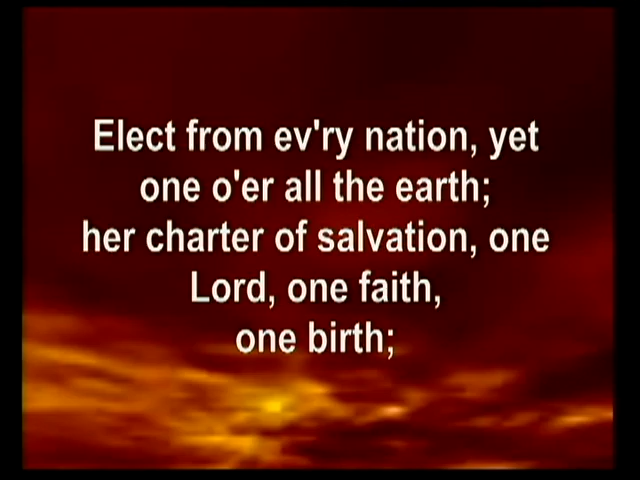 Elect from ev'ry nation, yet
one o'er all the earth;
her charter of salvation, one
Lord, one faith,
one birth;